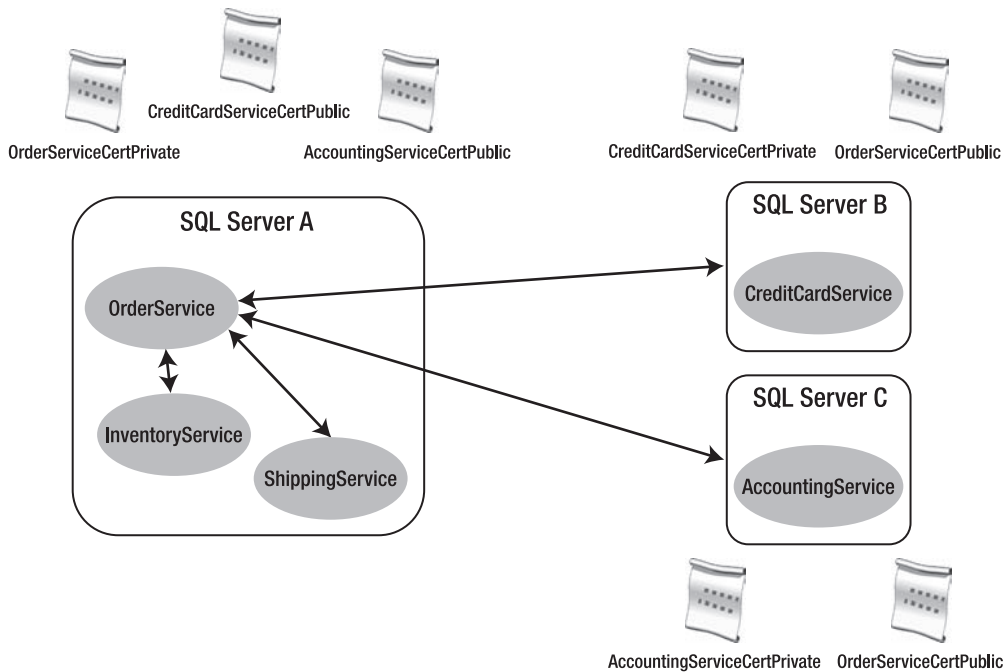 CreditCardServiceCertPublic
OrderServiceCertPrivate
AccountingServiceCertPublic
CreditCardServiceCertPrivate
OrderServiceCertPublic
SQL Server A
OrderService
InventoryService
ShippingService
SQL Server B
CreditCardService
SQL Server C
AccountingService
AccountingServiceCertPrivate
OrderServiceCertPublic